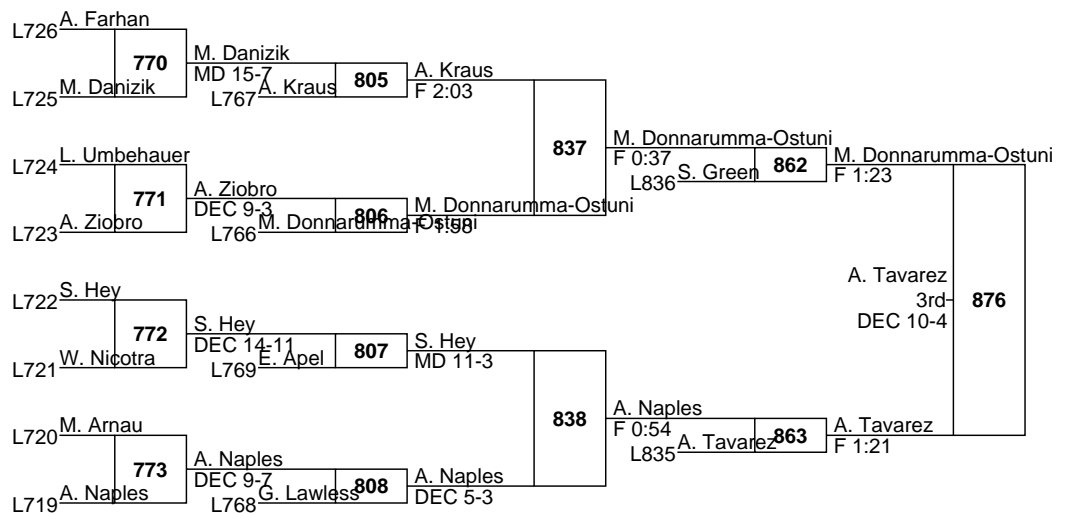 L726 A. Farhan
770
M. Danizik
MD 15-7
L725 M. Danizik
L767 A. Kraus
805
A. Kraus
F 2:03
L724 L. Umbehauer
771
A. Ziobro
DEC 9-3
L723 A. Ziobro
L766 M. Donnarumma-Ostuni
806
M. Donnarumma-Ostuni
F 1:58
837
M. Donnarumma-Ostuni
F 0:37
L836 S. Green
862
M. Donnarumma-Ostuni
F 1:23
L722 S. Hey
772
S. Hey
DEC 14-11
L721 W. Nicotra
L769 E. Apel
807
S. Hey
MD 11-3
L720 M. Arnau
773
A. Naples
DEC 9-7
L719 A. Naples
L768 G. Lawless
808
A. Naples
DEC 5-3
838
A. Naples
F 0:54
L835 A. Tavarez
863
A. Tavarez
F 1:21
A. Tavarez
3rd
DEC 10-4
876